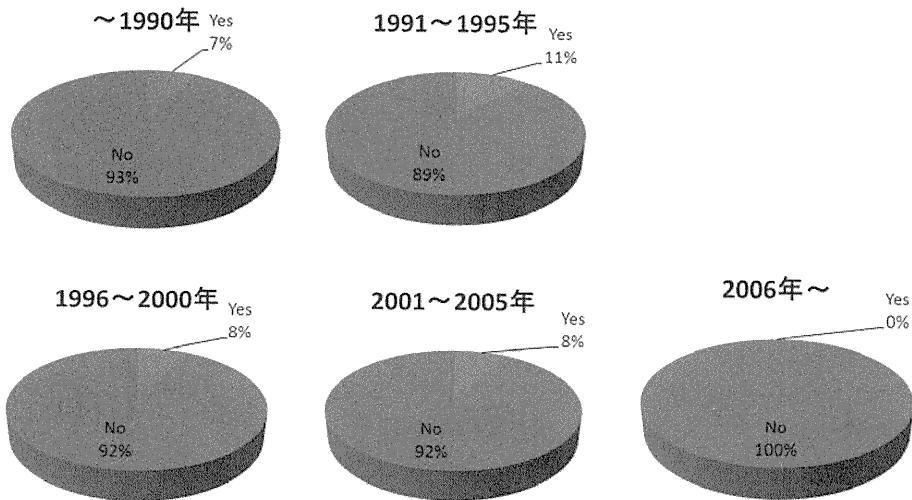 ～1990年
Yes
7%
No
93%
1991～1995年
Yes
11%
No
89%
1996～2000年
Yes
8%
No
92%
2001～2005年
Yes
8%
No
92%
2006年～
Yes
0%
No
100%